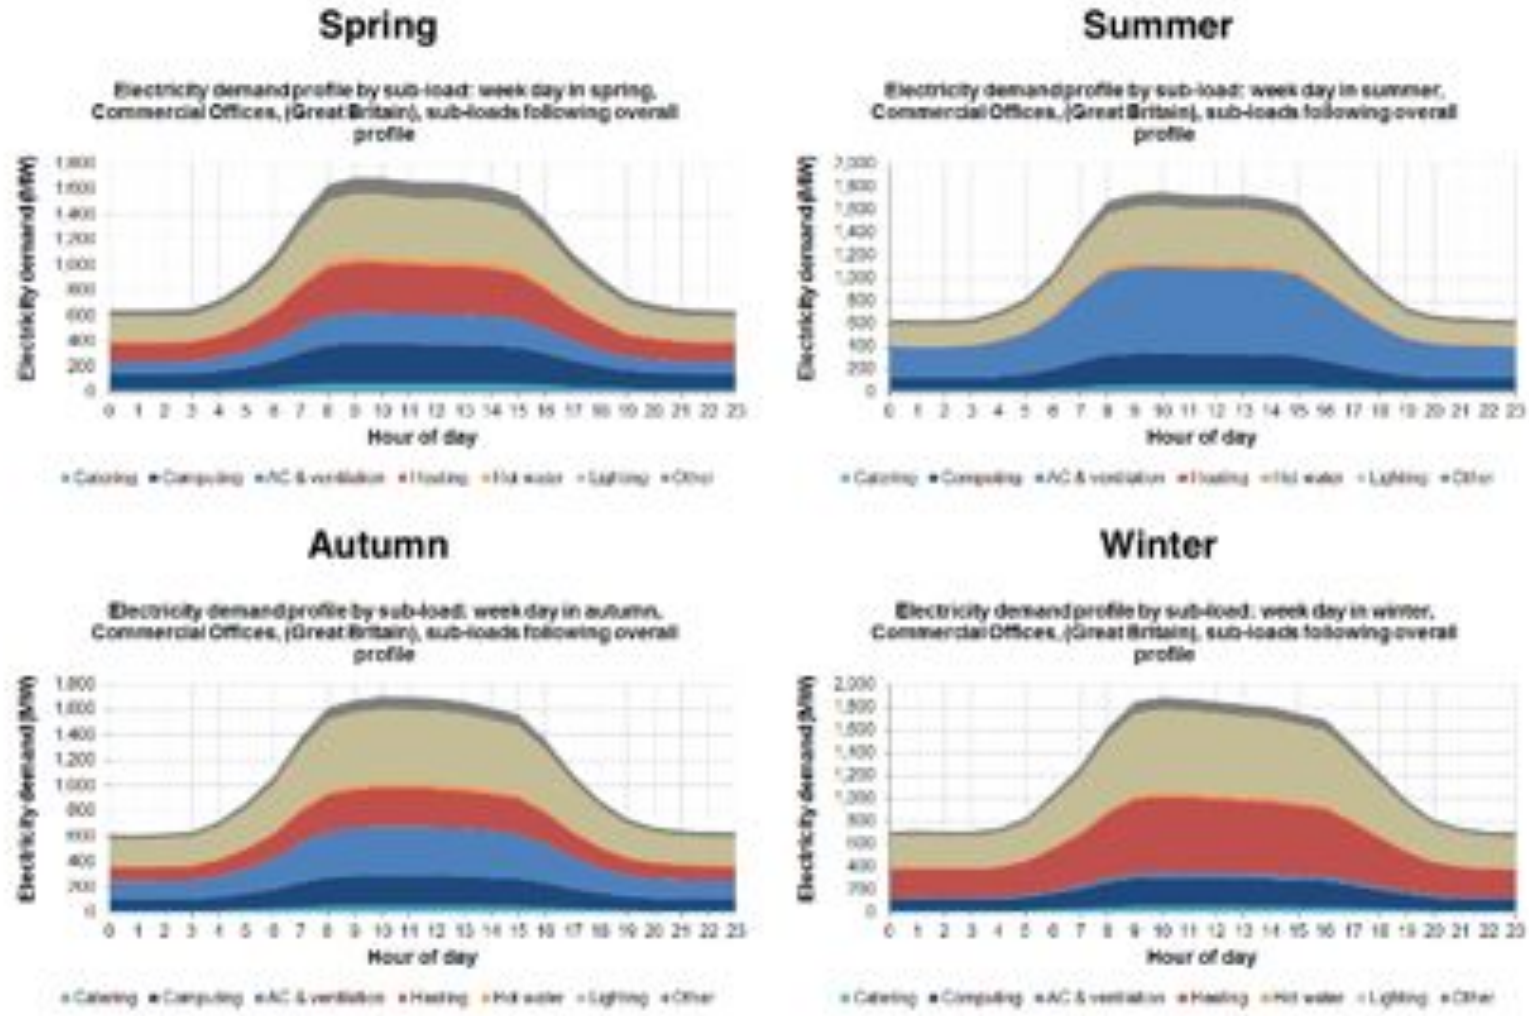 Spring
Electricity demand profile by sub-load: week day in spring,
Commercial Offices, (Great Britain), sub-loads following overall
profile
Electricity demand (MW)
1,800
1,600
1,400
1,200
1,000
800
600
400
200
0
0 1 2 3 4 5 6 7 8 9 10 11 12 13 14 15 16 17 18 19 20 21 22 23
Hour of day
Catering Computing AC & ventilation Heating Hot water Lighting Other
Summer
Electricity demand profile by sub-load: week day in summer,
Commercial Offices, (Great Britain), sub-loads following overall
profile
Electricity demand (MW)
2,000
1,800
1,600
1,400
1,200
1,000
800
600
400
200
0
0 1 2 3 4 5 6 7 8 9 10 11 12 13 14 15 16 17 18 19 20 21 22 23
Hour of day
Catering Computing AC & ventilation Heating Hot water Lighting Other
Autumn
Electricity demand profile by sub-load: week day in autumn,
Commercial Offices, (Great Britain), sub-loads following overall
profile
Electricity demand (MW)
1,800
1,600
1,400
1,200
1,000
800
600
400
200
0
0 1 2 3 4 5 6 7 8 9 10 11 12 13 14 15 16 17 18 19 20 21 22 23
Hour of day
Catering Computing AC & ventilation Heating Hot water Lighting Other
Winter
Electricity demand profile by sub-load: week day in winter,
Commercial Offices, (Great Britain), sub-loads following overall
profile
Electricity demand (MW)
2,000
1,800
1,600
1,400
1,200
1,000
800
600
400
200
0
0 1 2 3 4 5 6 7 8 9 10 11 12 13 14 15 16 17 18 19 20 21 22 23
Hour of day
Catering Computing AC & ventilation Heating Hot water Lighting Other